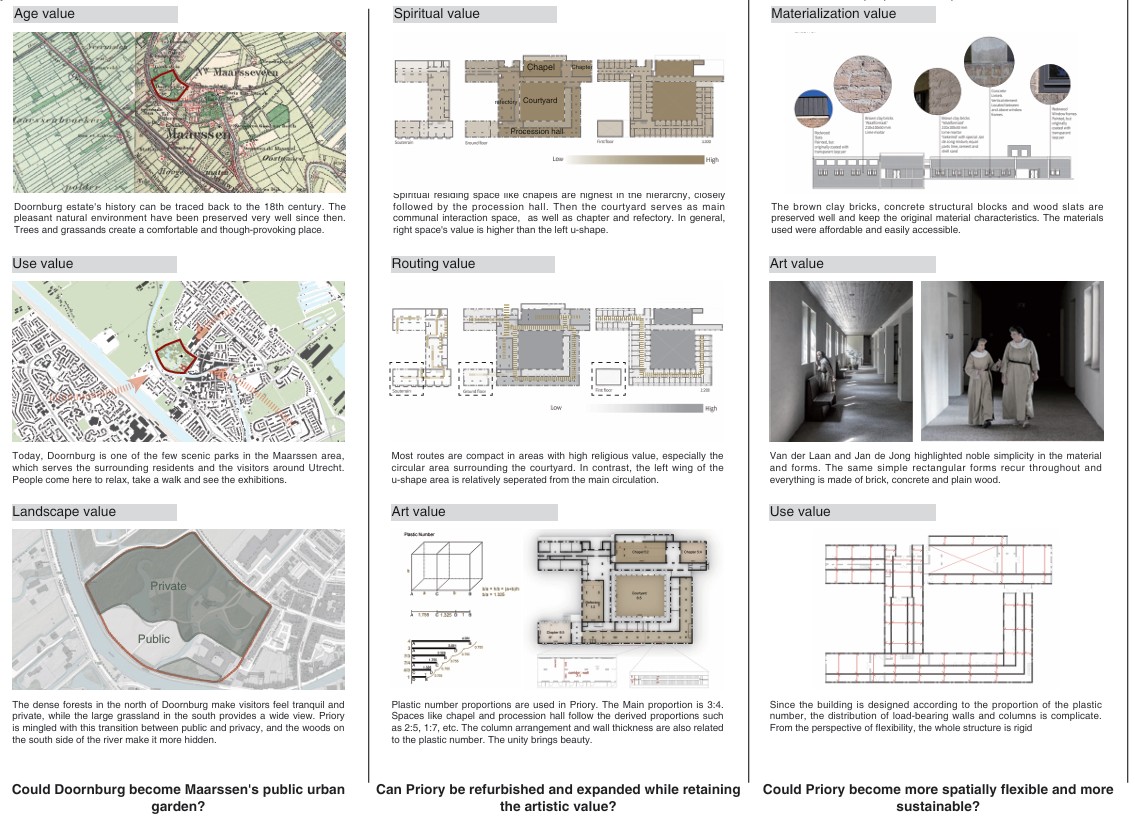 Age value
Maarsseveen
Maarssen
polder
Doornburg estate's history can be traced back to the 18th century. The
pleasant natural environment have been preserved very well since then.
Trees and grassands create a comfortable and though-provoking place.
Use value
Today, Doornburg is one of the few scenic parks in the Maarssen area,
which serves the surrounding residents and the visitors around Utrecht.
People come here to relax, take a walk and see the exhibitions.
Landscape value
Private
Public
The dense forests in the north of Doornburg make visitors feel tranquil and
private, while the large grassland in the south provides a wide view. Priory
is mingled with this transition between public and privacy, and the woods on
the south side of the river make it more hidden.
Could Doornburg become Maarssen's public urban
garden?
Spiritual value
Chapel
Chapter
refectory
Courtyard
Procession hall
Souterrain
Ground floor
First floor
Low
High
Spiritual residing space like chapels are highest in the hierarchy, closely
followed by the procession hall. Then the courtyard serves as main
communal interaction space, as well as chapter and refectory. In general,
right space's value is higher than the left u-shape.
Routing value
Souterrain
Ground floor
First floor
Low
High
Most routes are compact in areas with high religious value, especially the
circular area surrounding the courtyard. In contrast, the left wing of the
u-shape area is relatively seperated from the main circulation.
Art value
Plastic Number
Courtyard
Plastic number proportions are used in Priory. The Main proportion is 3:4.
Spaces like chapel and procession hall follow the derived proportions such
as 2:5, 1:7, etc. The column arrangement and wall thickness are also related
to the plastic number. The unity brings beauty.
Can Priory be refurbished and expanded while retaining
the artistic value?
Materialization value
The brown clay bricks, concrete structural blocks and wood slats are
preserved well and keep the original material characteristics. The materials
used were affordable and easily accessible.
Art value
Van der Laan and Jan de Jong highlighted noble simplicity in the material
and forms. The same simple rectangular forms recur throughout and
everything is made of brick, concrete and plain wood.
Use value
Since the building is designed according to the proportion of the plastic
number, the distribution of load-bearing walls and columns is complicate.
From the perspective of flexibility, the whole structure is rigid
Could Priory become more spatially flexible and more
sustainable?